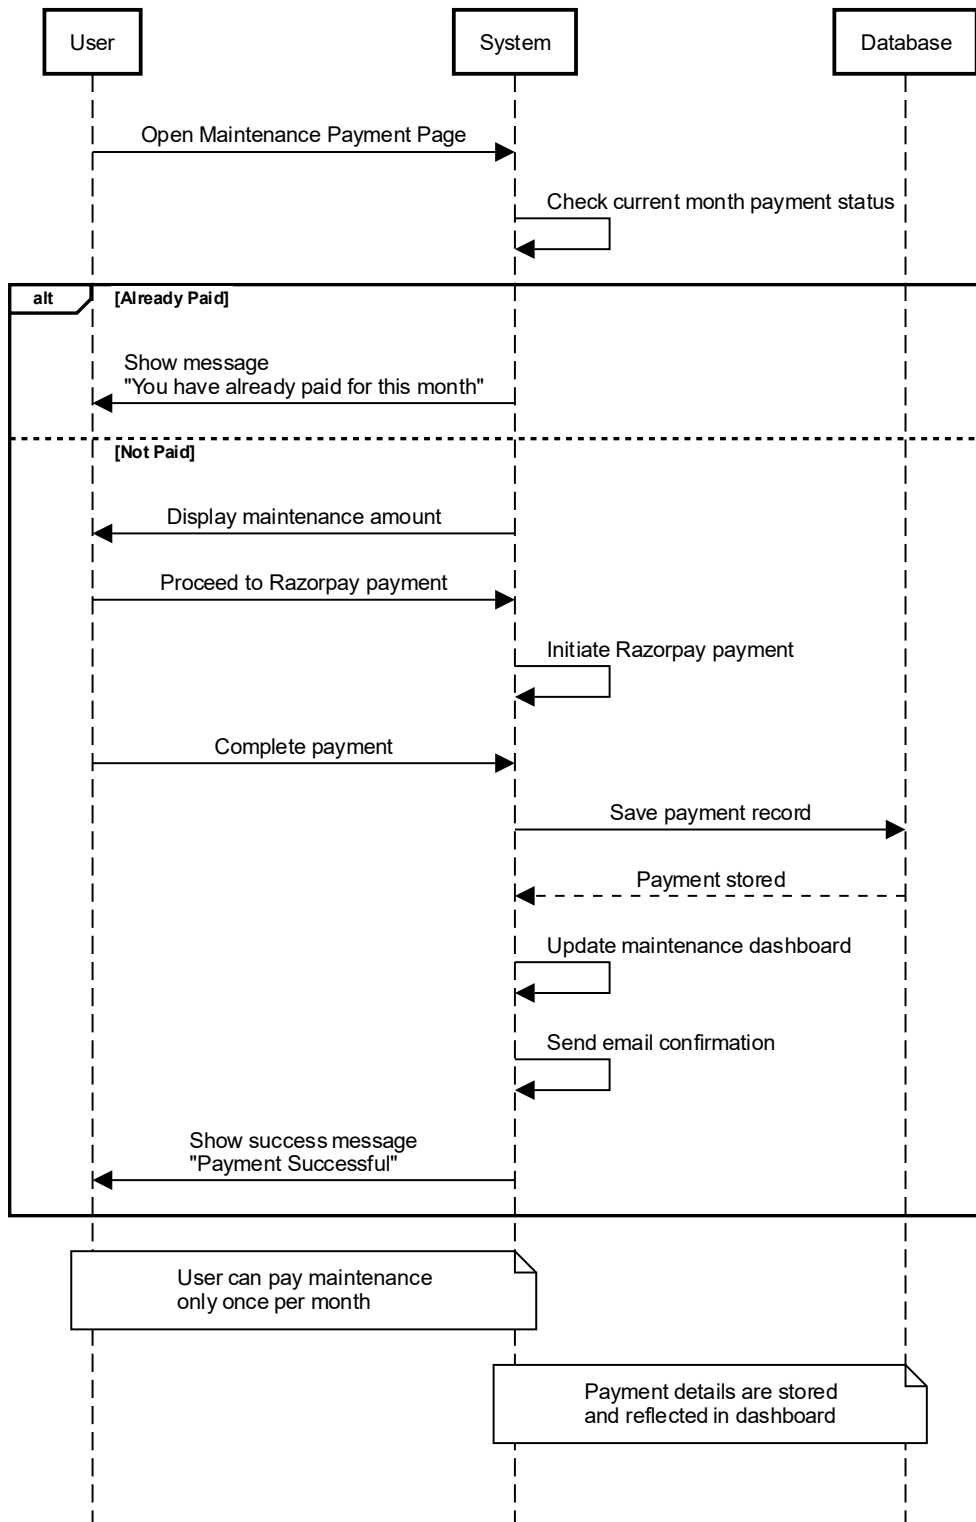 User
System
Database
Open Maintenance Payment Page
Check current month payment status
alt
[Already Paid]
Show message
"You have already paid for this month"
[Not Paid]
Display maintenance amount
Proceed to Razorpay payment
Initiate Razorpay payment
Complete payment
Save payment record
Payment stored
Update maintenance dashboard
Send email confirmation
Show success message
"Payment Successful"
User can pay maintenance
only once per month
Payment details are stored
and reflected in dashboard